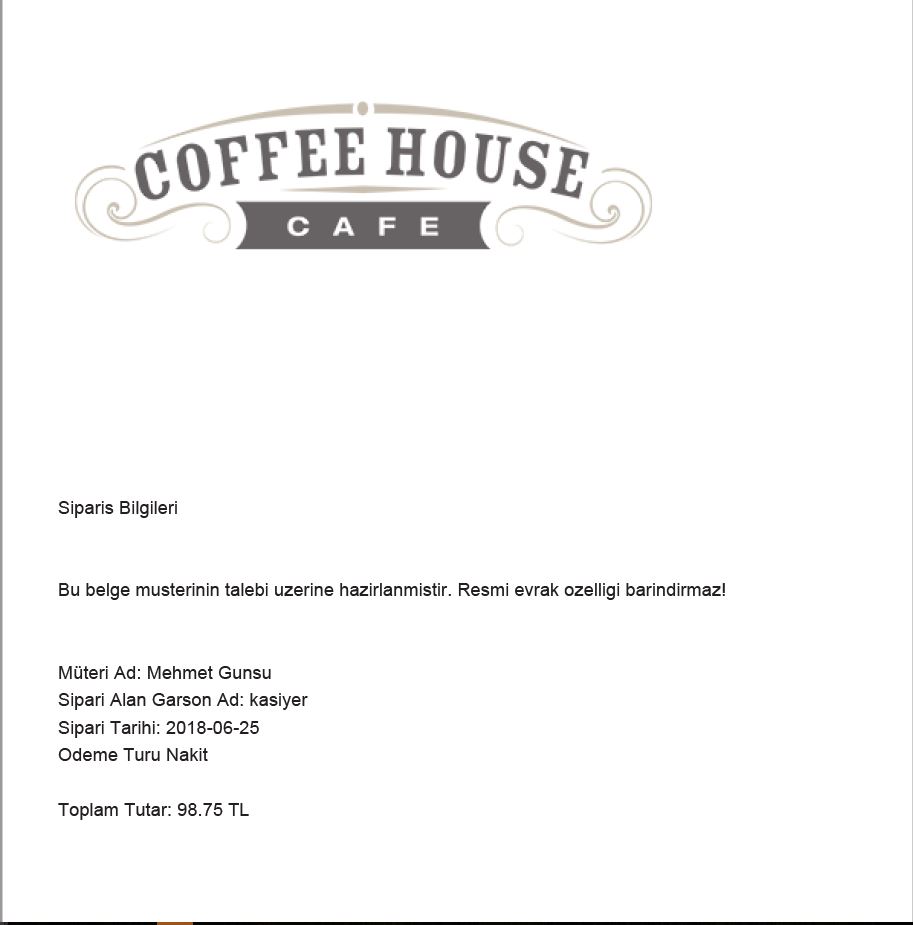 COFFEE HOUSE
CAFE
Siparis Bilgileri
Bu belge musterinin talebi uzerine hazirlanmistir. Resmi evrak ozelligi barindirmaz!
Müteri Ad: Mehmet Gunsu
Sipari Alan Garson Ad: kasiyer
Sipari Tarihi: 2018-06-25
Odeme Turu Nakit
Toplam Tutar: 98.75 TL